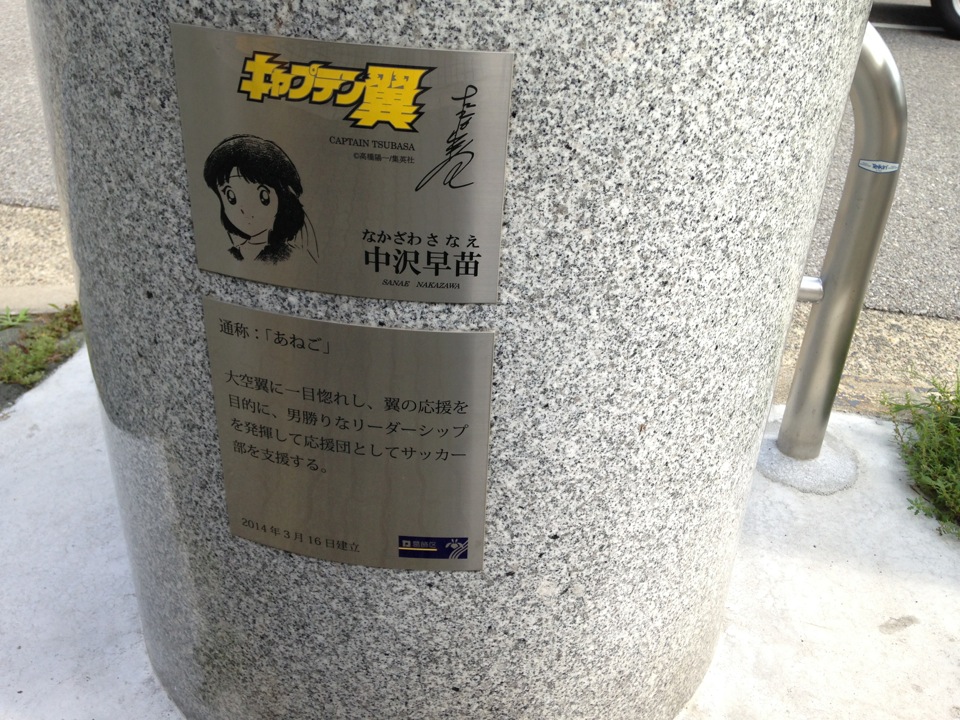 キャプテン翼
CAPTAIN TSUBASA
©高橋陽一/集英社
なかざわさなえ
中沢早苗
SANAE NAKAZAWA
通称：「あねご」
大空翼に一目惚れし、翼の応援を
目的に、男勝りなリーダーシップ
を発揮して応援団としてサッカー
部を支援する。
2014年3月16日建立
葛飾区